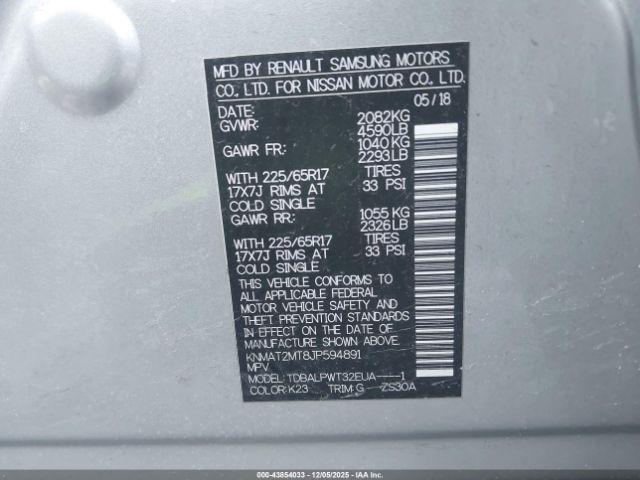 MFD BY RENAULT SAMSUNG MOTORS
CO., LTD. FOR NISSAN MOTOR CO., LTD.
DATE: 05/18
GVWR: 2082KG
4590LB
GAWR FR: 1040KG
2293LB
WITH 225/65R17 TIRES
17X7J RIMS AT 33 PSI
COLD SINGLE
GAWR RR: 1055 KG
2326LB
WITH 225/65R17 TIRES
17X7J RIMS AT 33 PSI
COLD SINGLE
THIS VEHICLE CONFORMS TO
ALL APPLICABLE FEDERAL
MOTOR VEHICLE SAFETY AND
THEFT PREVENTION STANDARDS
IN EFFECT ON THE DATE OF
MANUFACTURE SHOWN ABOVE.
KNMAT2MT8JP594891
MPV
MODEL: TDBALPWT32EUA----1
COLOR: K23 TRIM: G ZS30A
000-43854033 - 12/05/2025 - COPYRIGHT © IAA, LLC